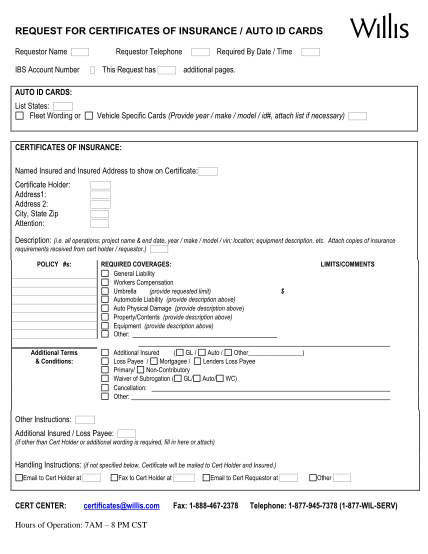 REQUEST FOR CERTIFICATES OF INSURANCE / AUTO ID CARDS
Willis
Requestor Name Requestor Telephone Required By Date / Time
IBS Account Number This Request has additional pages.
AUTO ID CARDS:
List States:
Fleet Wording or Vehicle Specific Cards (Provide year / make / model / id#, attach list if necessary)
CERTIFICATES OF INSURANCE:
Named Insured and Insured Address to show on Certificate:
Certificate Holder:
Address1:
Address 2:
City, State Zip
Attention:
Description: (i.e. all operations; project name & end date, year / make / model / vin; location; equipment description, etc. Attach copies of insurance
requirements received from cert holder / requestor.)
POLICY #s: REQUIRED COVERAGES: LIMITS/COMMENTS
General Liability
Workers Compensation
Umbrella (provide requested limit) $
Automobile Liability (provide description above)
Auto Physical Damage (provide description above)
Property/Contents (provide description above)
Equipment (provide description above)
Other:
Additional Terms & Conditions:
Additional Insured (GL / Auto / Other)
Loss Payee / Mortgagee / Lenders Loss Payee
Primary/ Non-Contributory
Waiver of Subrogation (GL/Auto/WC)
Cancellation:
Other:
Other Instructions:
Additional Insured / Loss Payee:
(if other than Cert Holder or additional wording is required, fill in here or attach)
Handling Instructions: (if not specified below, Certificate will be mailed to Cert Holder and Insured.)
Email to Cert Holder at Fax to Cert Holder at Email to Cert Requestor at Other
CERT CENTER: certificates@willis.com Fax: 1-888-467-2378 Telephone: 1-877-945-7378 (1-877-WIL-SERV)
Hours of Operation: 7AM – 8 PM CST